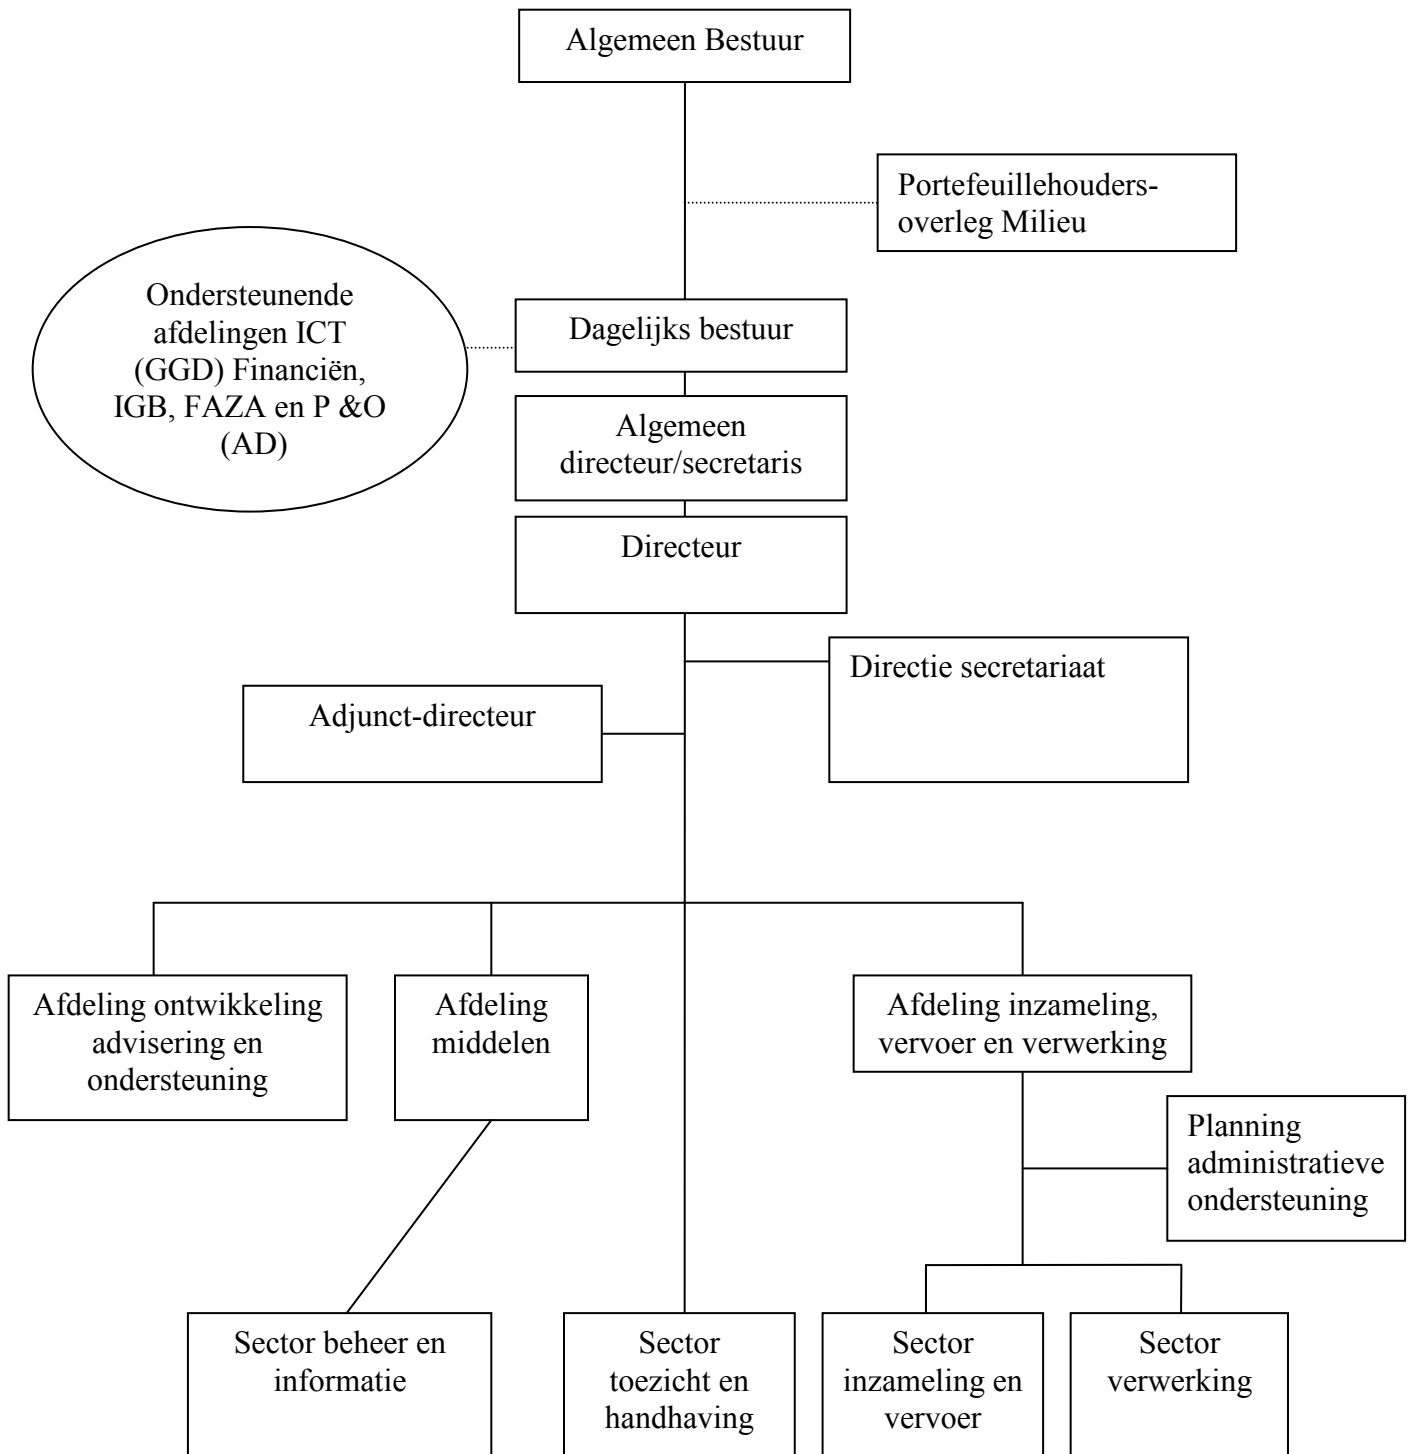 Algemeen Bestuur
Portefeuillehouders-
overleg Milieu
Ondersteunende
afdelingen ICT
(GGD) Financiën,
IGB, FAZA en P &O
(AD)
Dagelijks bestuur
Algemeen
directeur/secretaris
Directeur
Directie secretariaat
Adjunct-directeur
Afdeling ontwikkeling
advisering en
ondersteuning
Afdeling
middelen
Afdeling inzameling,
vervoer en verwerking
Planning
administratieve
ondersteuning
Sector beheer en
informatie
Sector
toezicht en
handhaving
Sector
inzameling en
vervoer
Sector
verwerking